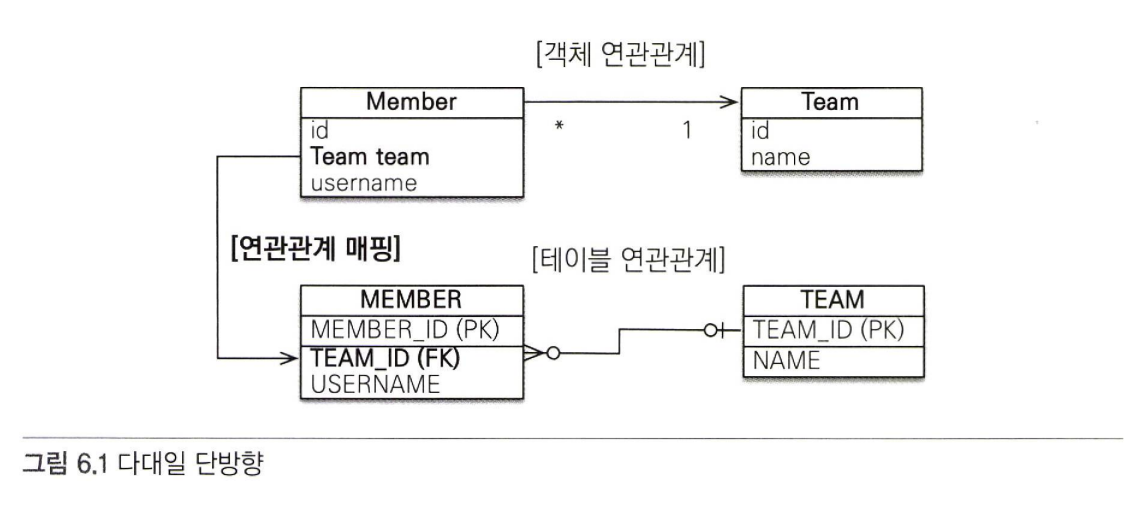 [객체 연관관계]
Member
id
Team team
username
* 1
Team
id
name
[연관관계 매핑]
[테이블 연관관계]
MEMBER
MEMBER_ID (PK)
TEAM_ID (FK)
USERNAME
TEAM
TEAM_ID (PK)
NAME
그림 6.1 다대일 단방향